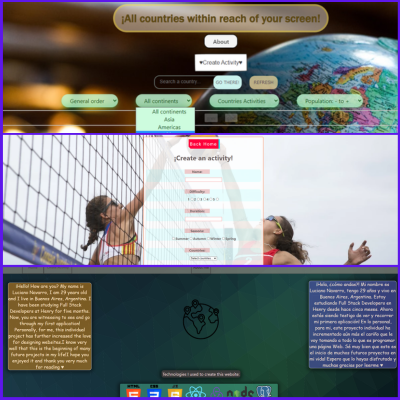 ¡All countries within reach of your screen!
About
♥Create Activity♥
Search a country...
GO THERE!
REFRESH
General order
All continents
Countries Activities
Population: - to +
All continents
Asia
Americas
Back Home
¡Create an activity!
Name:
Difficulty:
Duration:
Season:
Summer Autumn Winter Spring
Countries:
¡Hello! How are you? My name is
Luciano Navarro, I am 29 years old
and I live in Buenos Aires, Argentina. I
have been studying Full Stack
Developers at Henry for five months.
Now, you are witnessing to see and go
through my first application!
Personally, for me, this individual
project has further increased the love
for designing websites.I know very
well that this is the beginning of many
future projects in my life!I hope you
enjoyed it and thank you very much
for reading ♥
¡Hola, ¿cómo andan?! Mi nombre es
Luciano Navarro, tengo 29 años y vivo en
Buenos Aires, Argentina. Estoy
estudiando Full Stack Developers en
Henry desde hace cinco meses. Ahora
estás siendo testigo de ver y recorrer
mi primera aplicación! En lo personal,
para mí, este proyecto individual ha
incrementado aún más el cariño que le
voy tomando a todo lo que es programar
una página Web. Sé muy bien que este es
el inicio de muchos futuros proyectos en
mi vida! Espero que lo hayas disfrutado y
muchas gracias por leerme ♥
Technologies I used to create this website:
HTML CSS JS